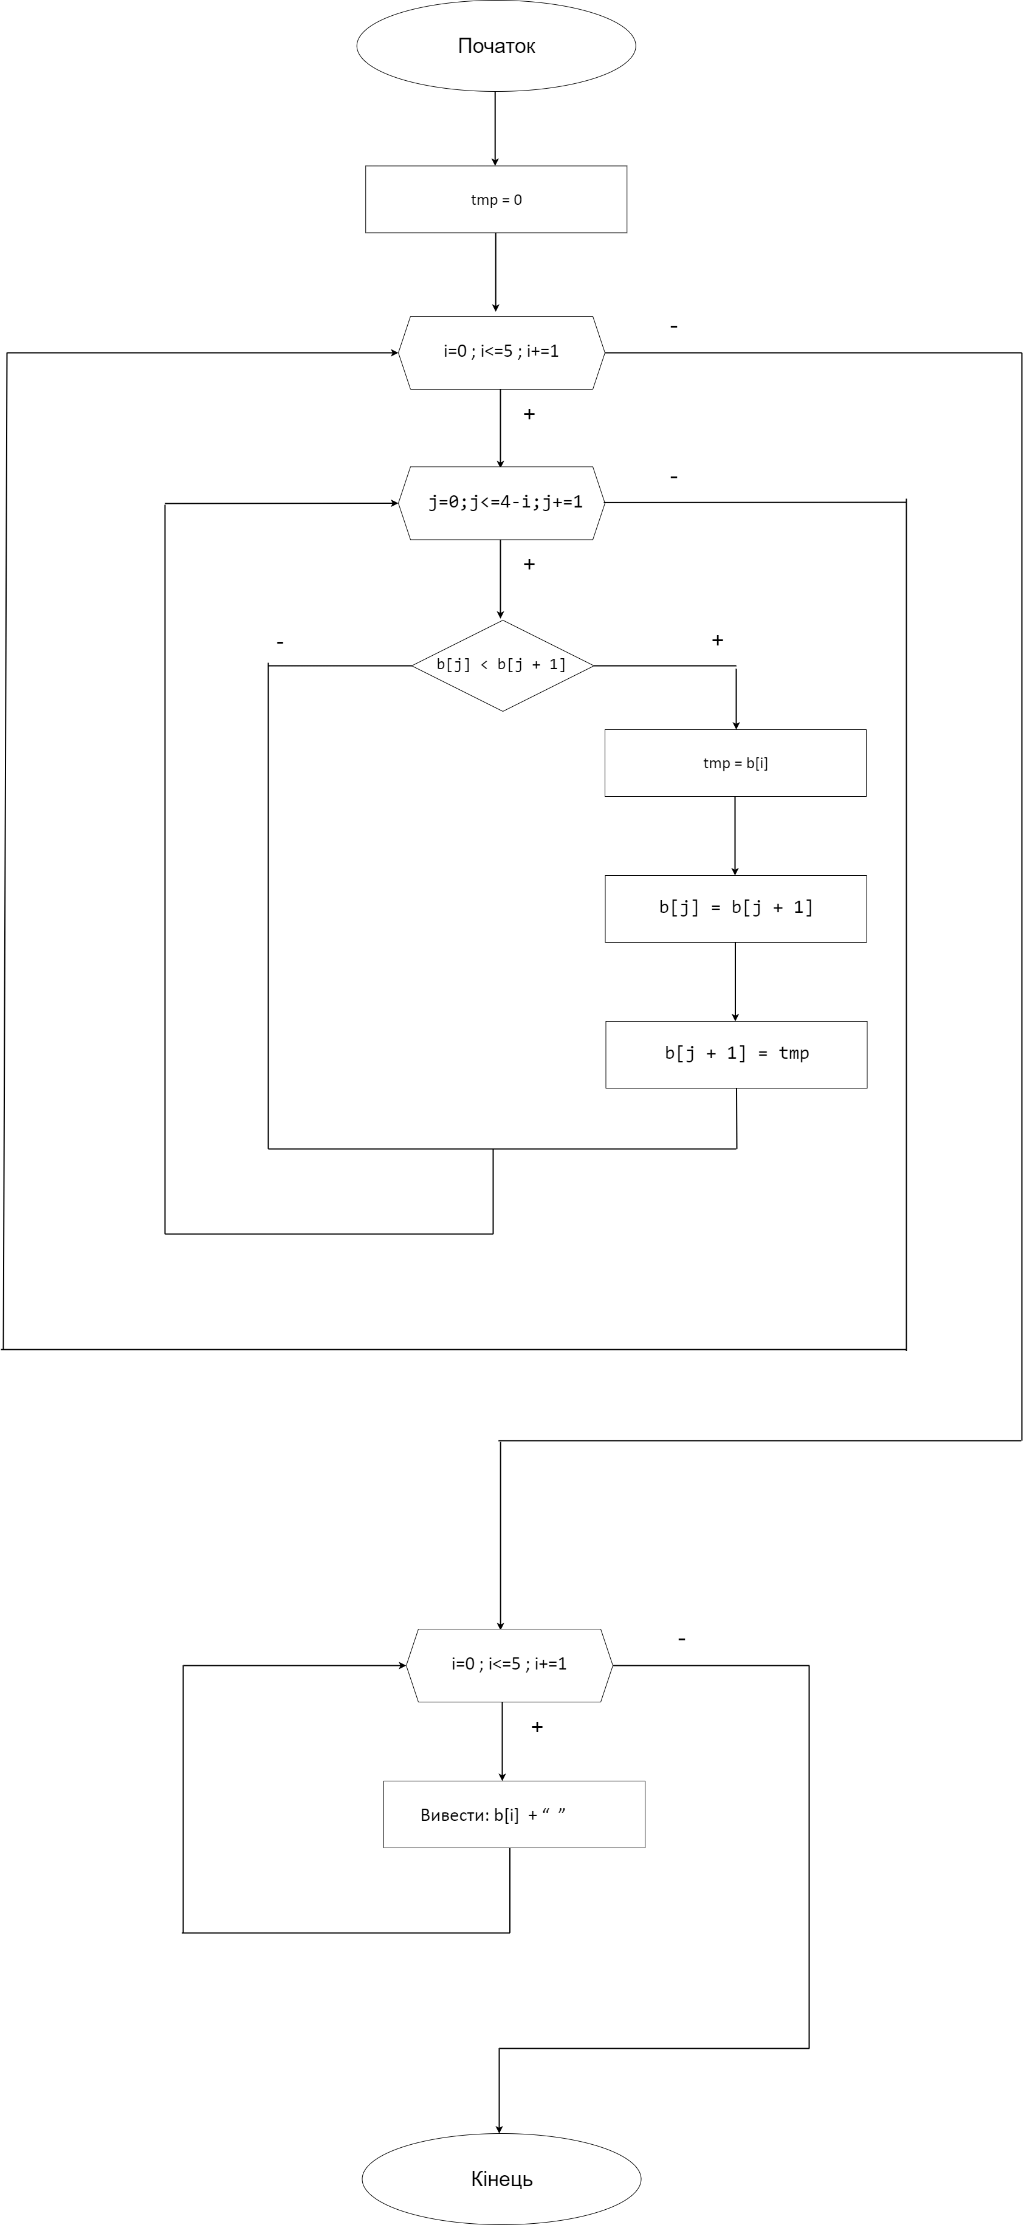 Початок
tmp = 0
i=0 ; i<=5 ; i+=1
-
+
j=0;j<=4-i;j+=1
-
+
b[j] < b[j + 1]
-
+
tmp = b[i]
b[j] = b[j + 1]
b[j + 1] = tmp
i=0 ; i<=5 ; i+=1
-
+
Вивести: b[i] + “ ”
Кінець